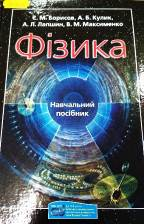 Є. М. Борисов, А. Б. Кулик,
А. Л. Лапшин, В. М. Максименко
Фізика
Навчальний
посібник